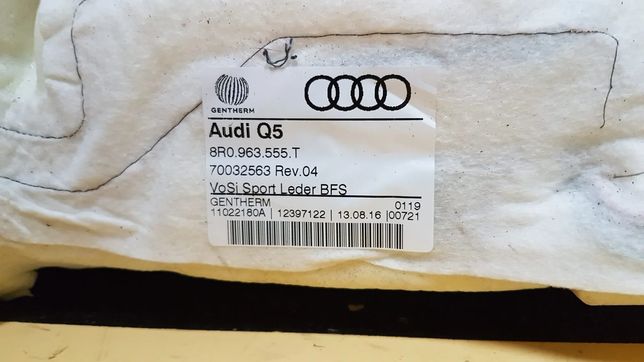 GENTHERM
Audi Q5
8R0.963.555.T
70032563 Rev.04
VoSi Sport Leder BFS
GENTHERM 0119
11022180A | 12397122 | 13.08.16 |00721